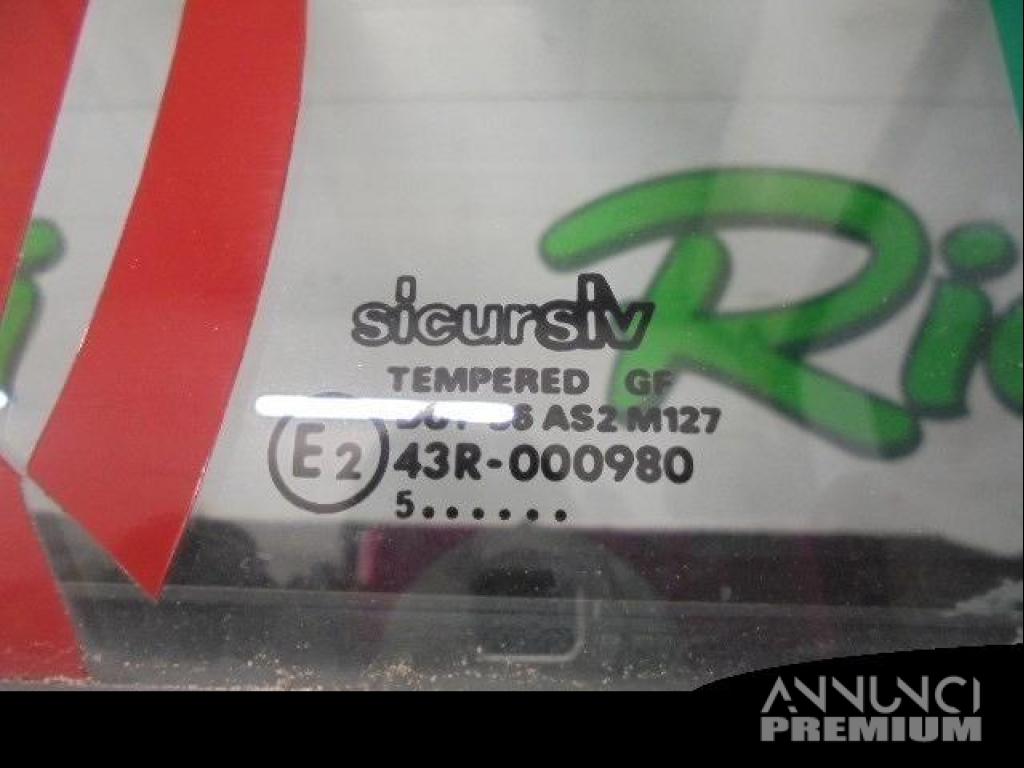 sicursiv
TEMPERED GF
AS2 M127
E2 43R-000980
5......
Ri
ANNUNCI
PREMIUM